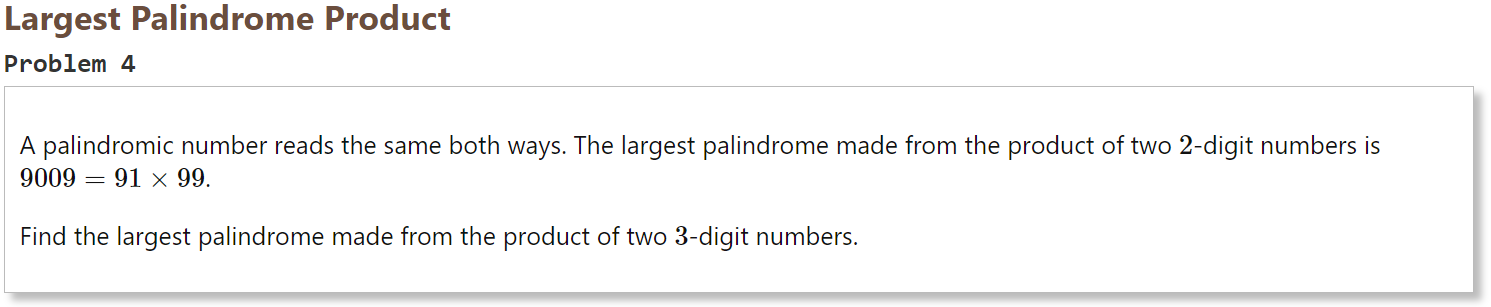 Largest Palindrome Product
Problem 4
A palindromic number reads the same both ways. The largest palindrome made from the product of two 2-digit numbers is
9009 = 91 × 99.
Find the largest palindrome made from the product of two 3-digit numbers.